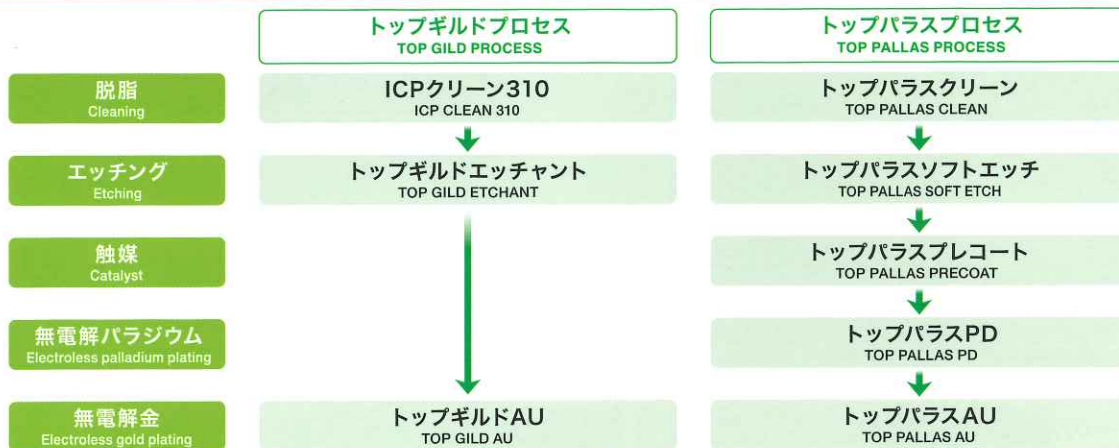 トップギルドプロセス
TOP GILD PROCESS
トップパラスプロセス
TOP PALLAS PROCESS
脱脂
Cleaning
ICPクリーン310
ICP CLEAN 310
トップパラスクリーン
TOP PALLAS CLEAN
エッチング
Etching
トップギルドエッチャント
TOP GILD ETCHANT
トップパラスソフトエッチ
TOP PALLAS SOFT ETCH
触媒
Catalyst
トップパラスプレコート
TOP PALLAS PRECOAT
無電解パラジウム
Electroless palladium plating
トップパラスPD
TOP PALLAS PD
無電解金
Electroless gold plating
トップギルドAU
TOP GILD AU
トップパラスAU
TOP PALLAS AU